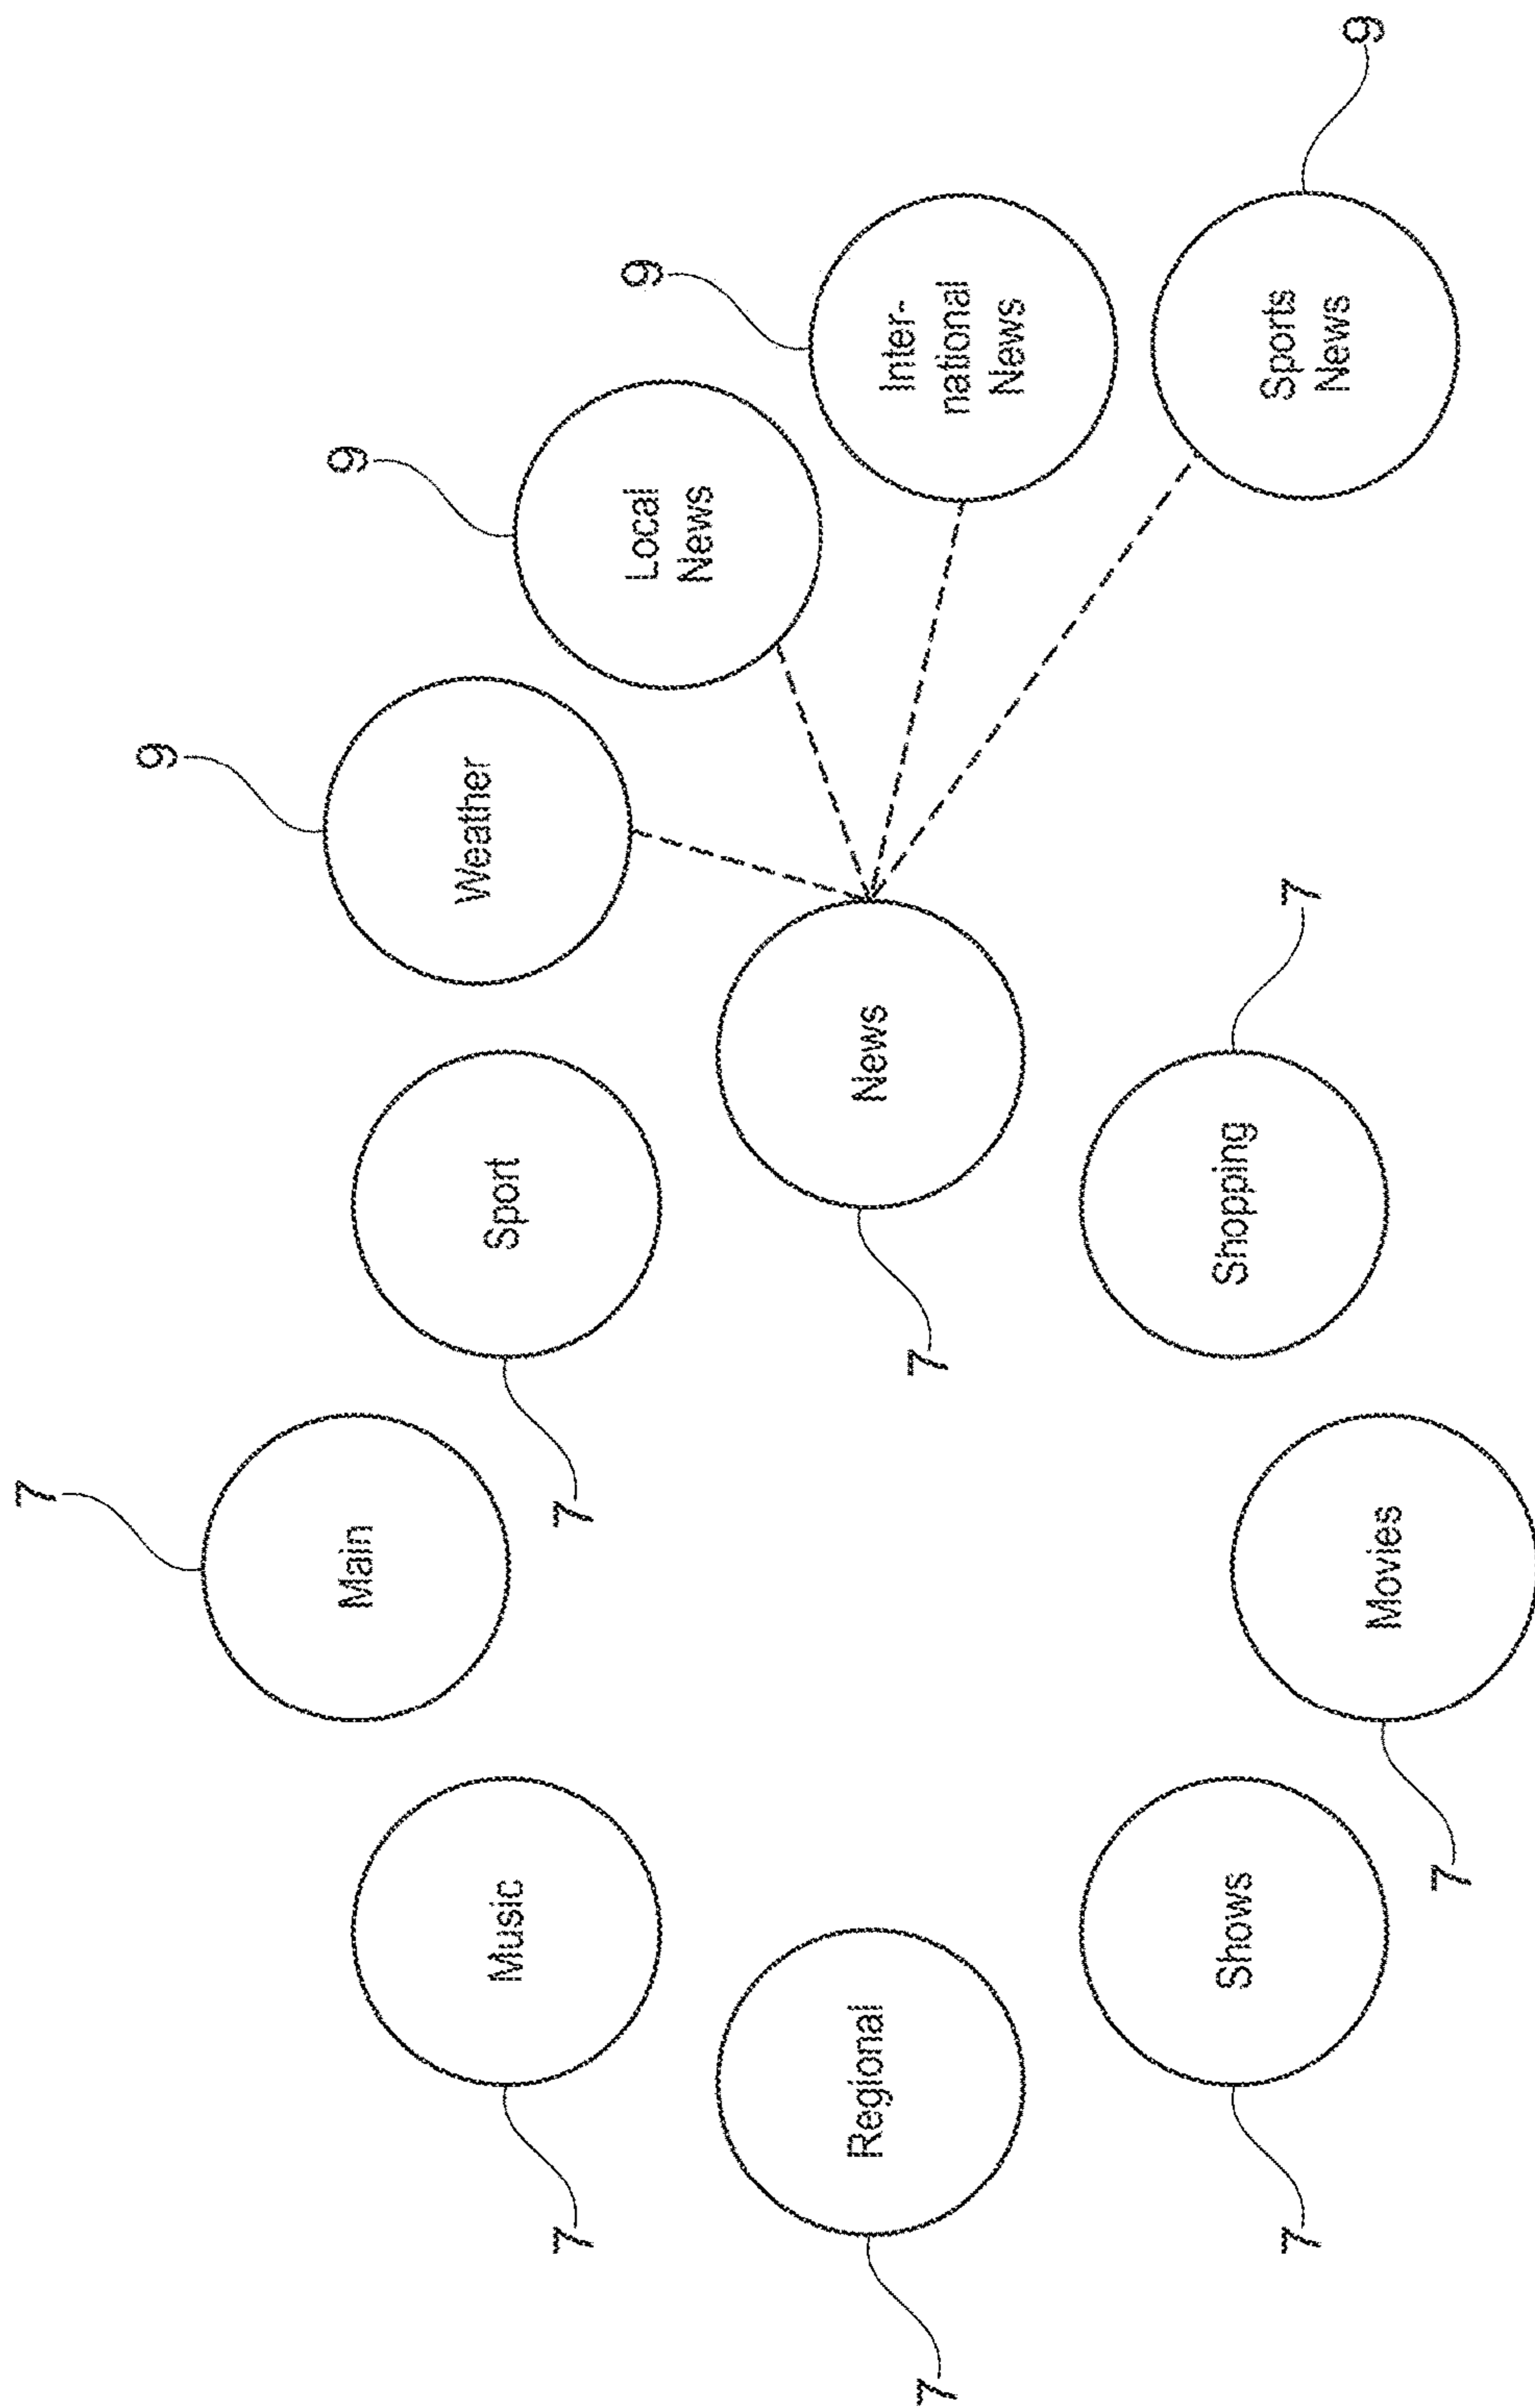 7
9
9
Main
Weather
Music
Sport
7
7
9
Local
News
Regional
News
7
7
Inter-
national
News
Shows
Shopping
7
7
Sports
News
9
Movies
7